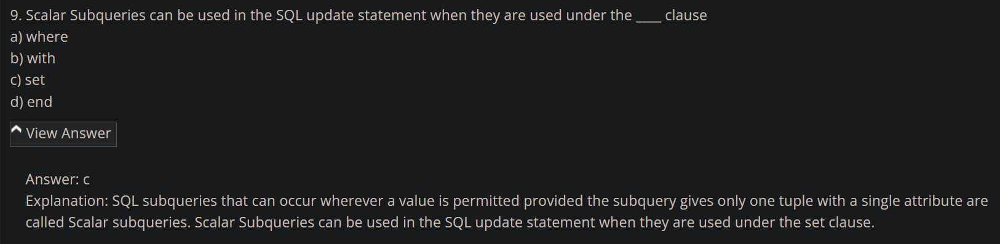 9. Scalar Subqueries can be used in the SQL update statement when they are used under the ____ clause
a) where
b) with
c) set
d) end
View Answer
Answer: c
Explanation: SQL subqueries that can occur wherever a value is permitted provided the subquery gives only one tuple with a single attribute are
called Scalar subqueries. Scalar Subqueries can be used in the SQL update statement when they are used under the set clause.